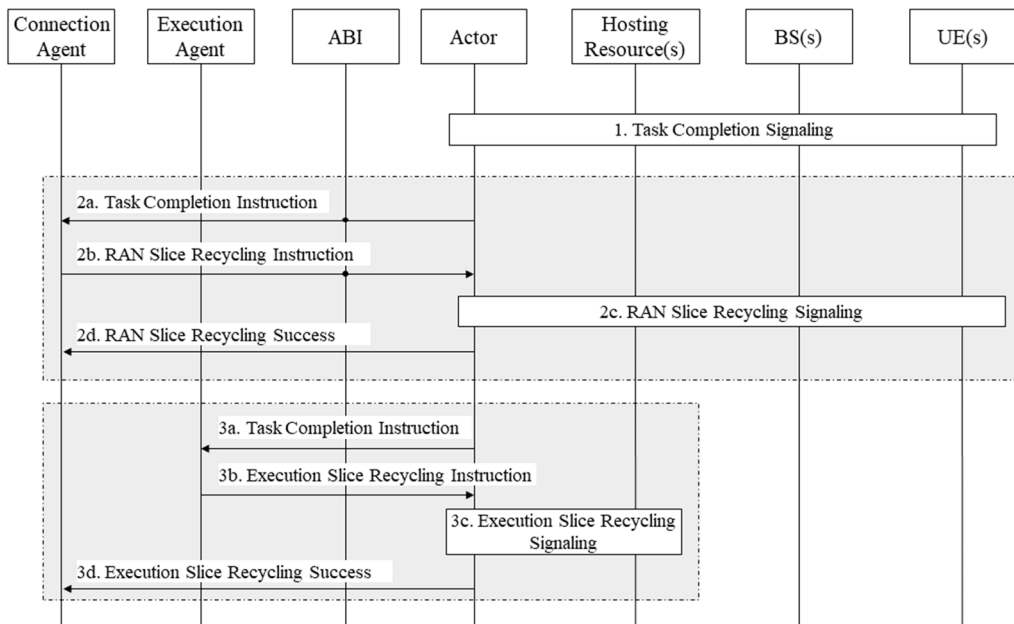 Connection
Agent
Execution
Agent
ABI
Actor
Hosting
Resource(s)
BS(s)
UE(s)
1. Task Completion Signaling
2a. Task Completion Instruction
2b. RAN Slice Recycling Instruction
2c. RAN Slice Recycling Signaling
2d. RAN Slice Recycling Success
3a. Task Completion Instruction
3b. Execution Slice Recycling Instruction
3c. Execution Slice Recycling
Signaling
3d. Execution Slice Recycling Success